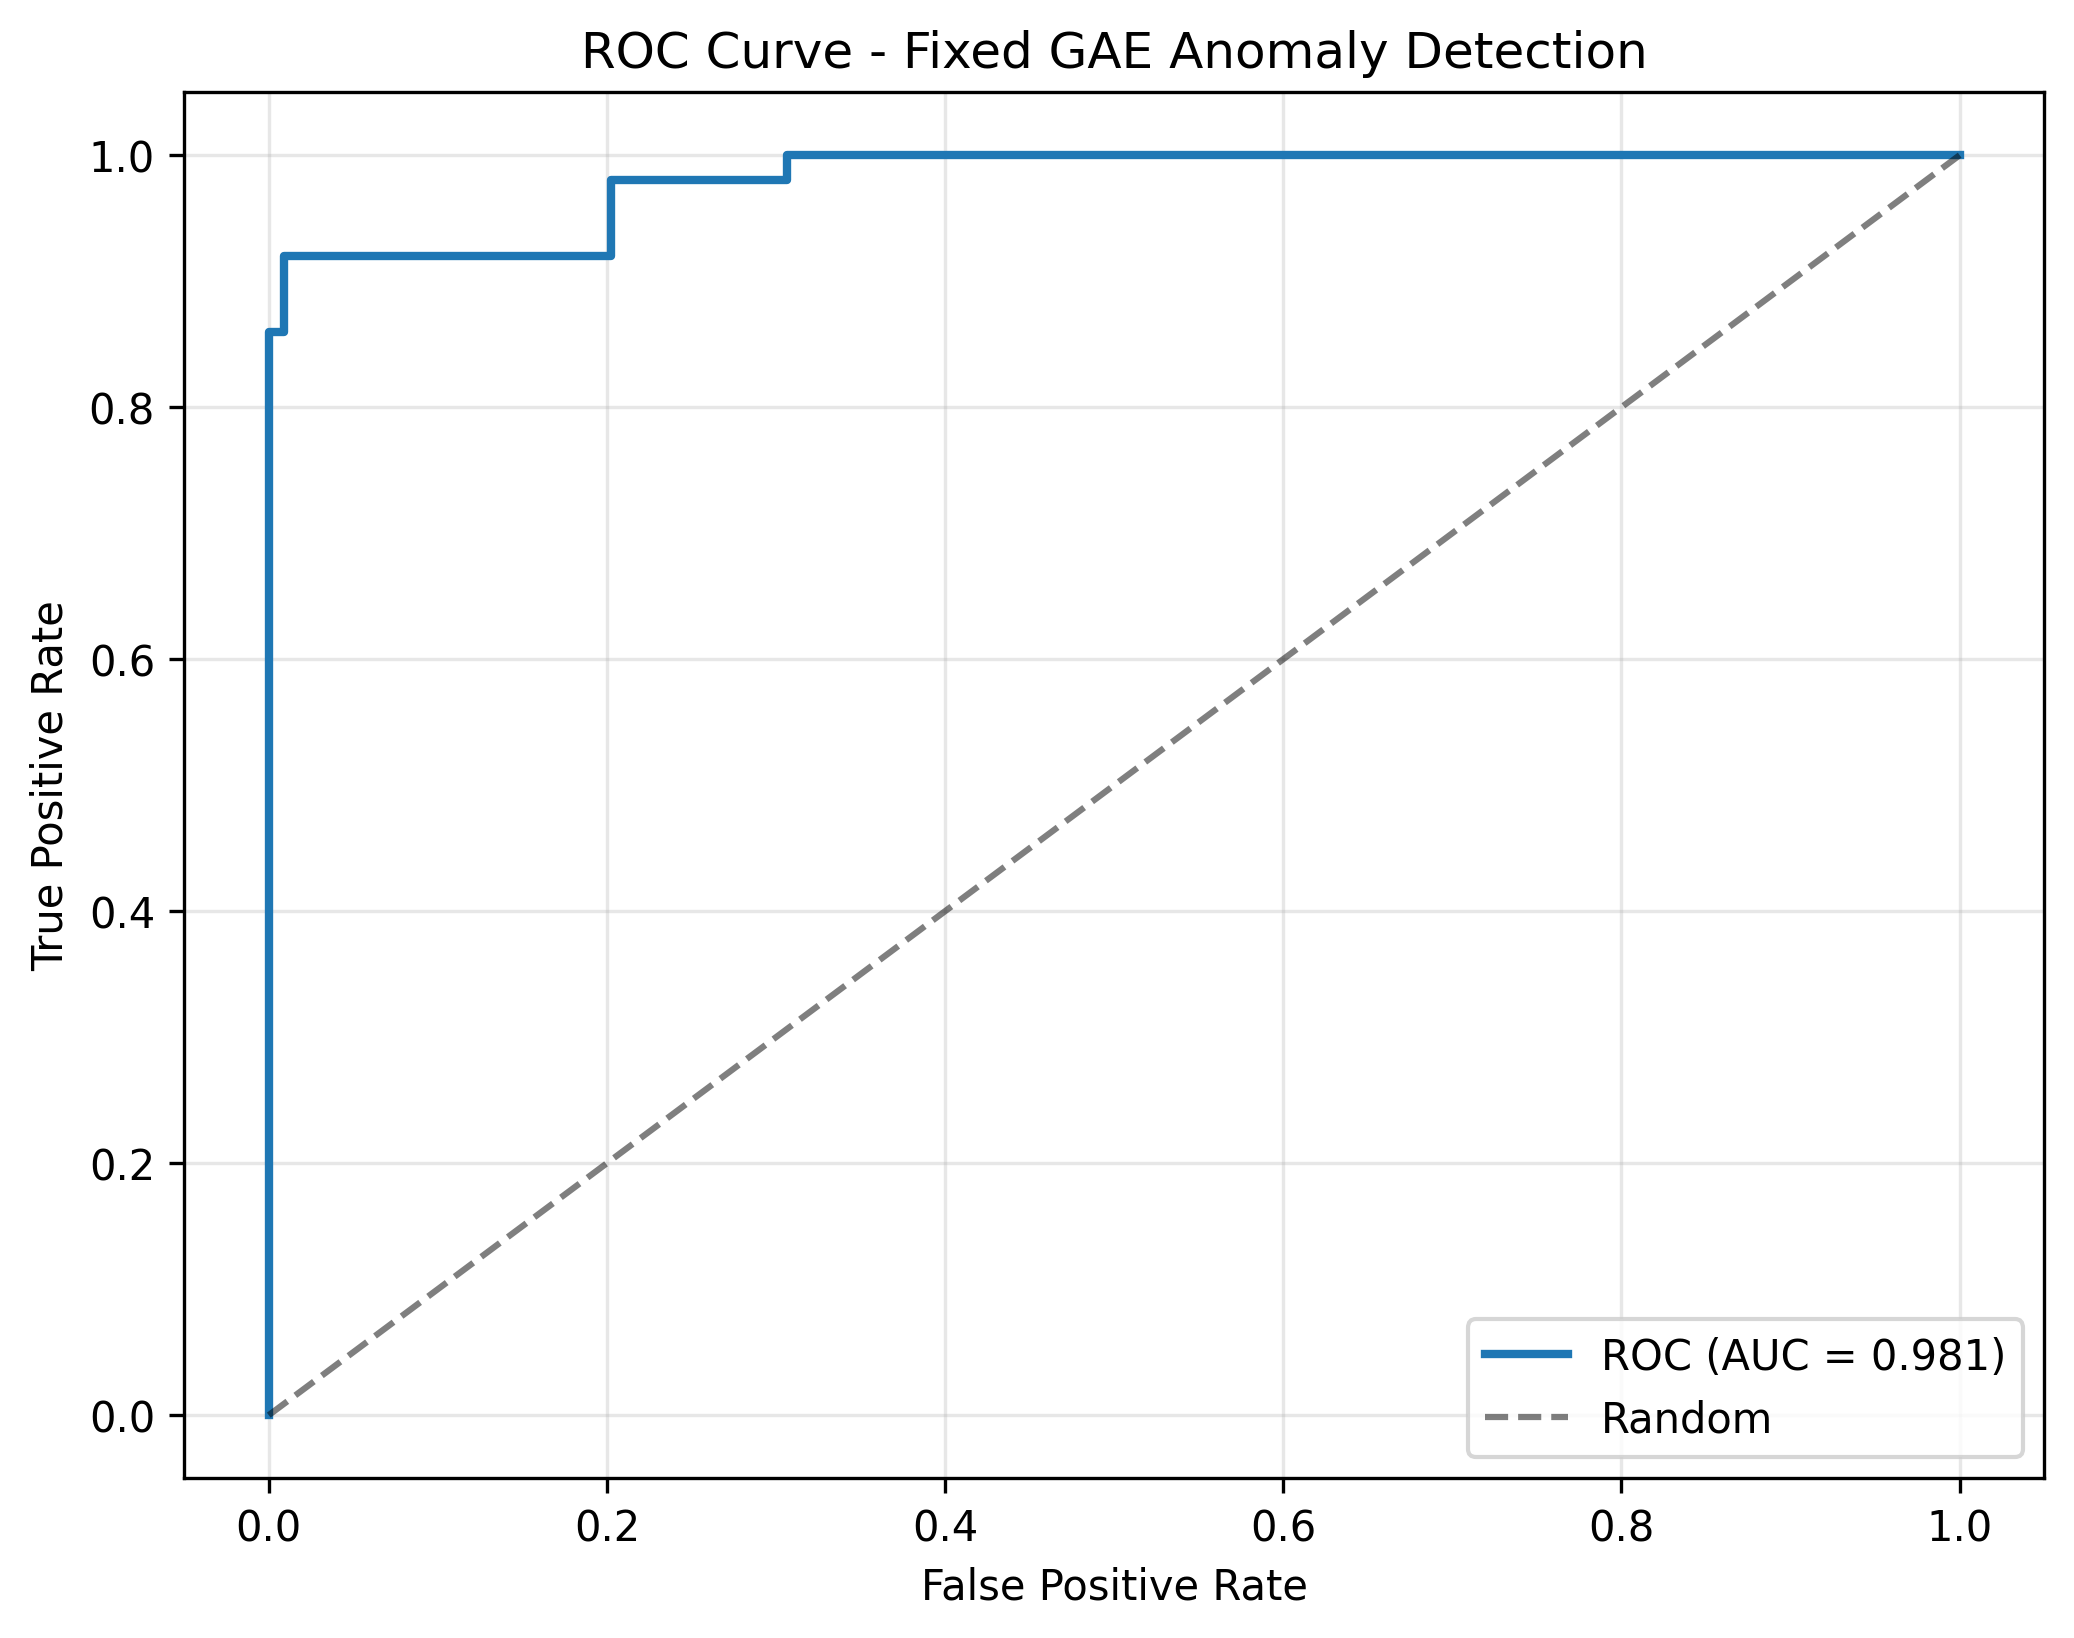 ROC Curve - Fixed GAE Anomaly Detection
1.0
0.8
0.6
0.4
0.2
0.0
True Positive Rate
ROC (AUC = 0.981)
Random
0.0 0.2 0.4 0.6 0.8 1.0
False Positive Rate